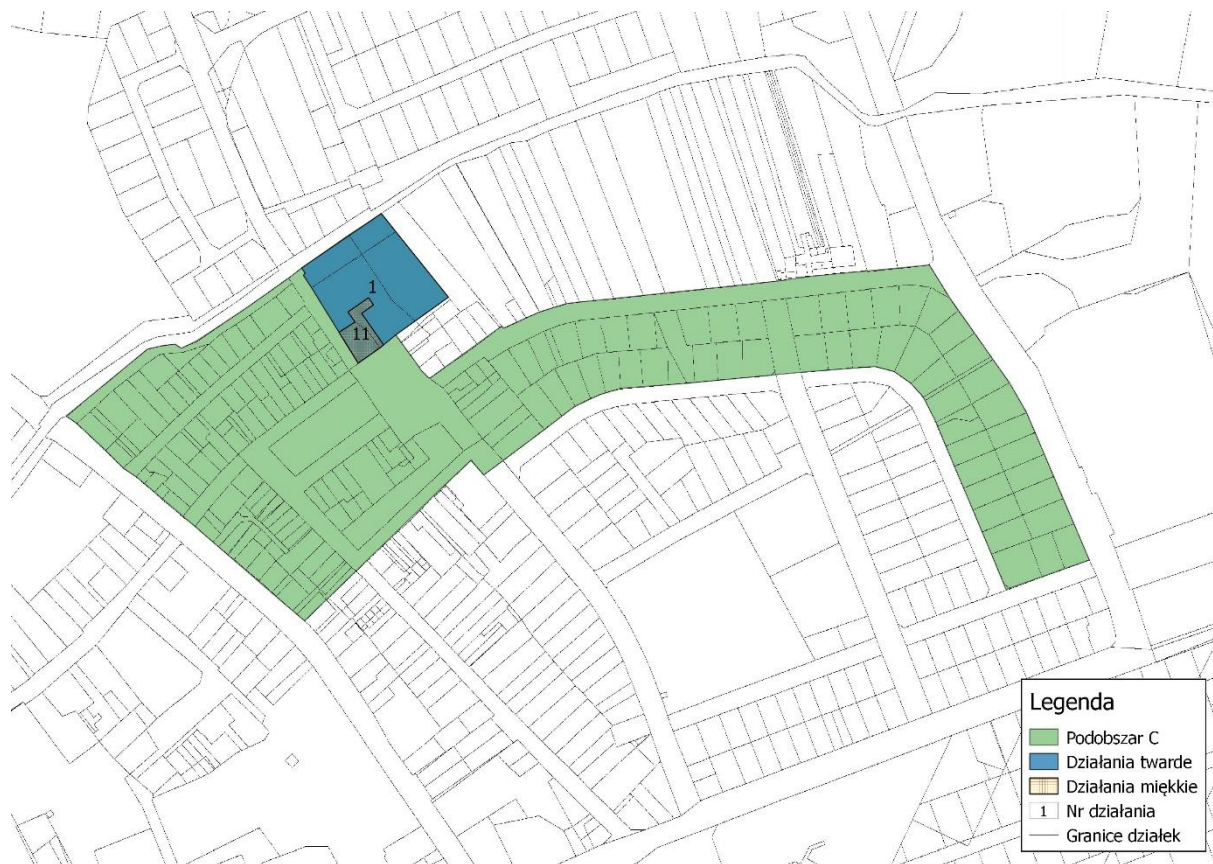 1
11
Legenda
Podobszar C
Działania twarde
Działania miękkie
1 Nr działania
Granice działek